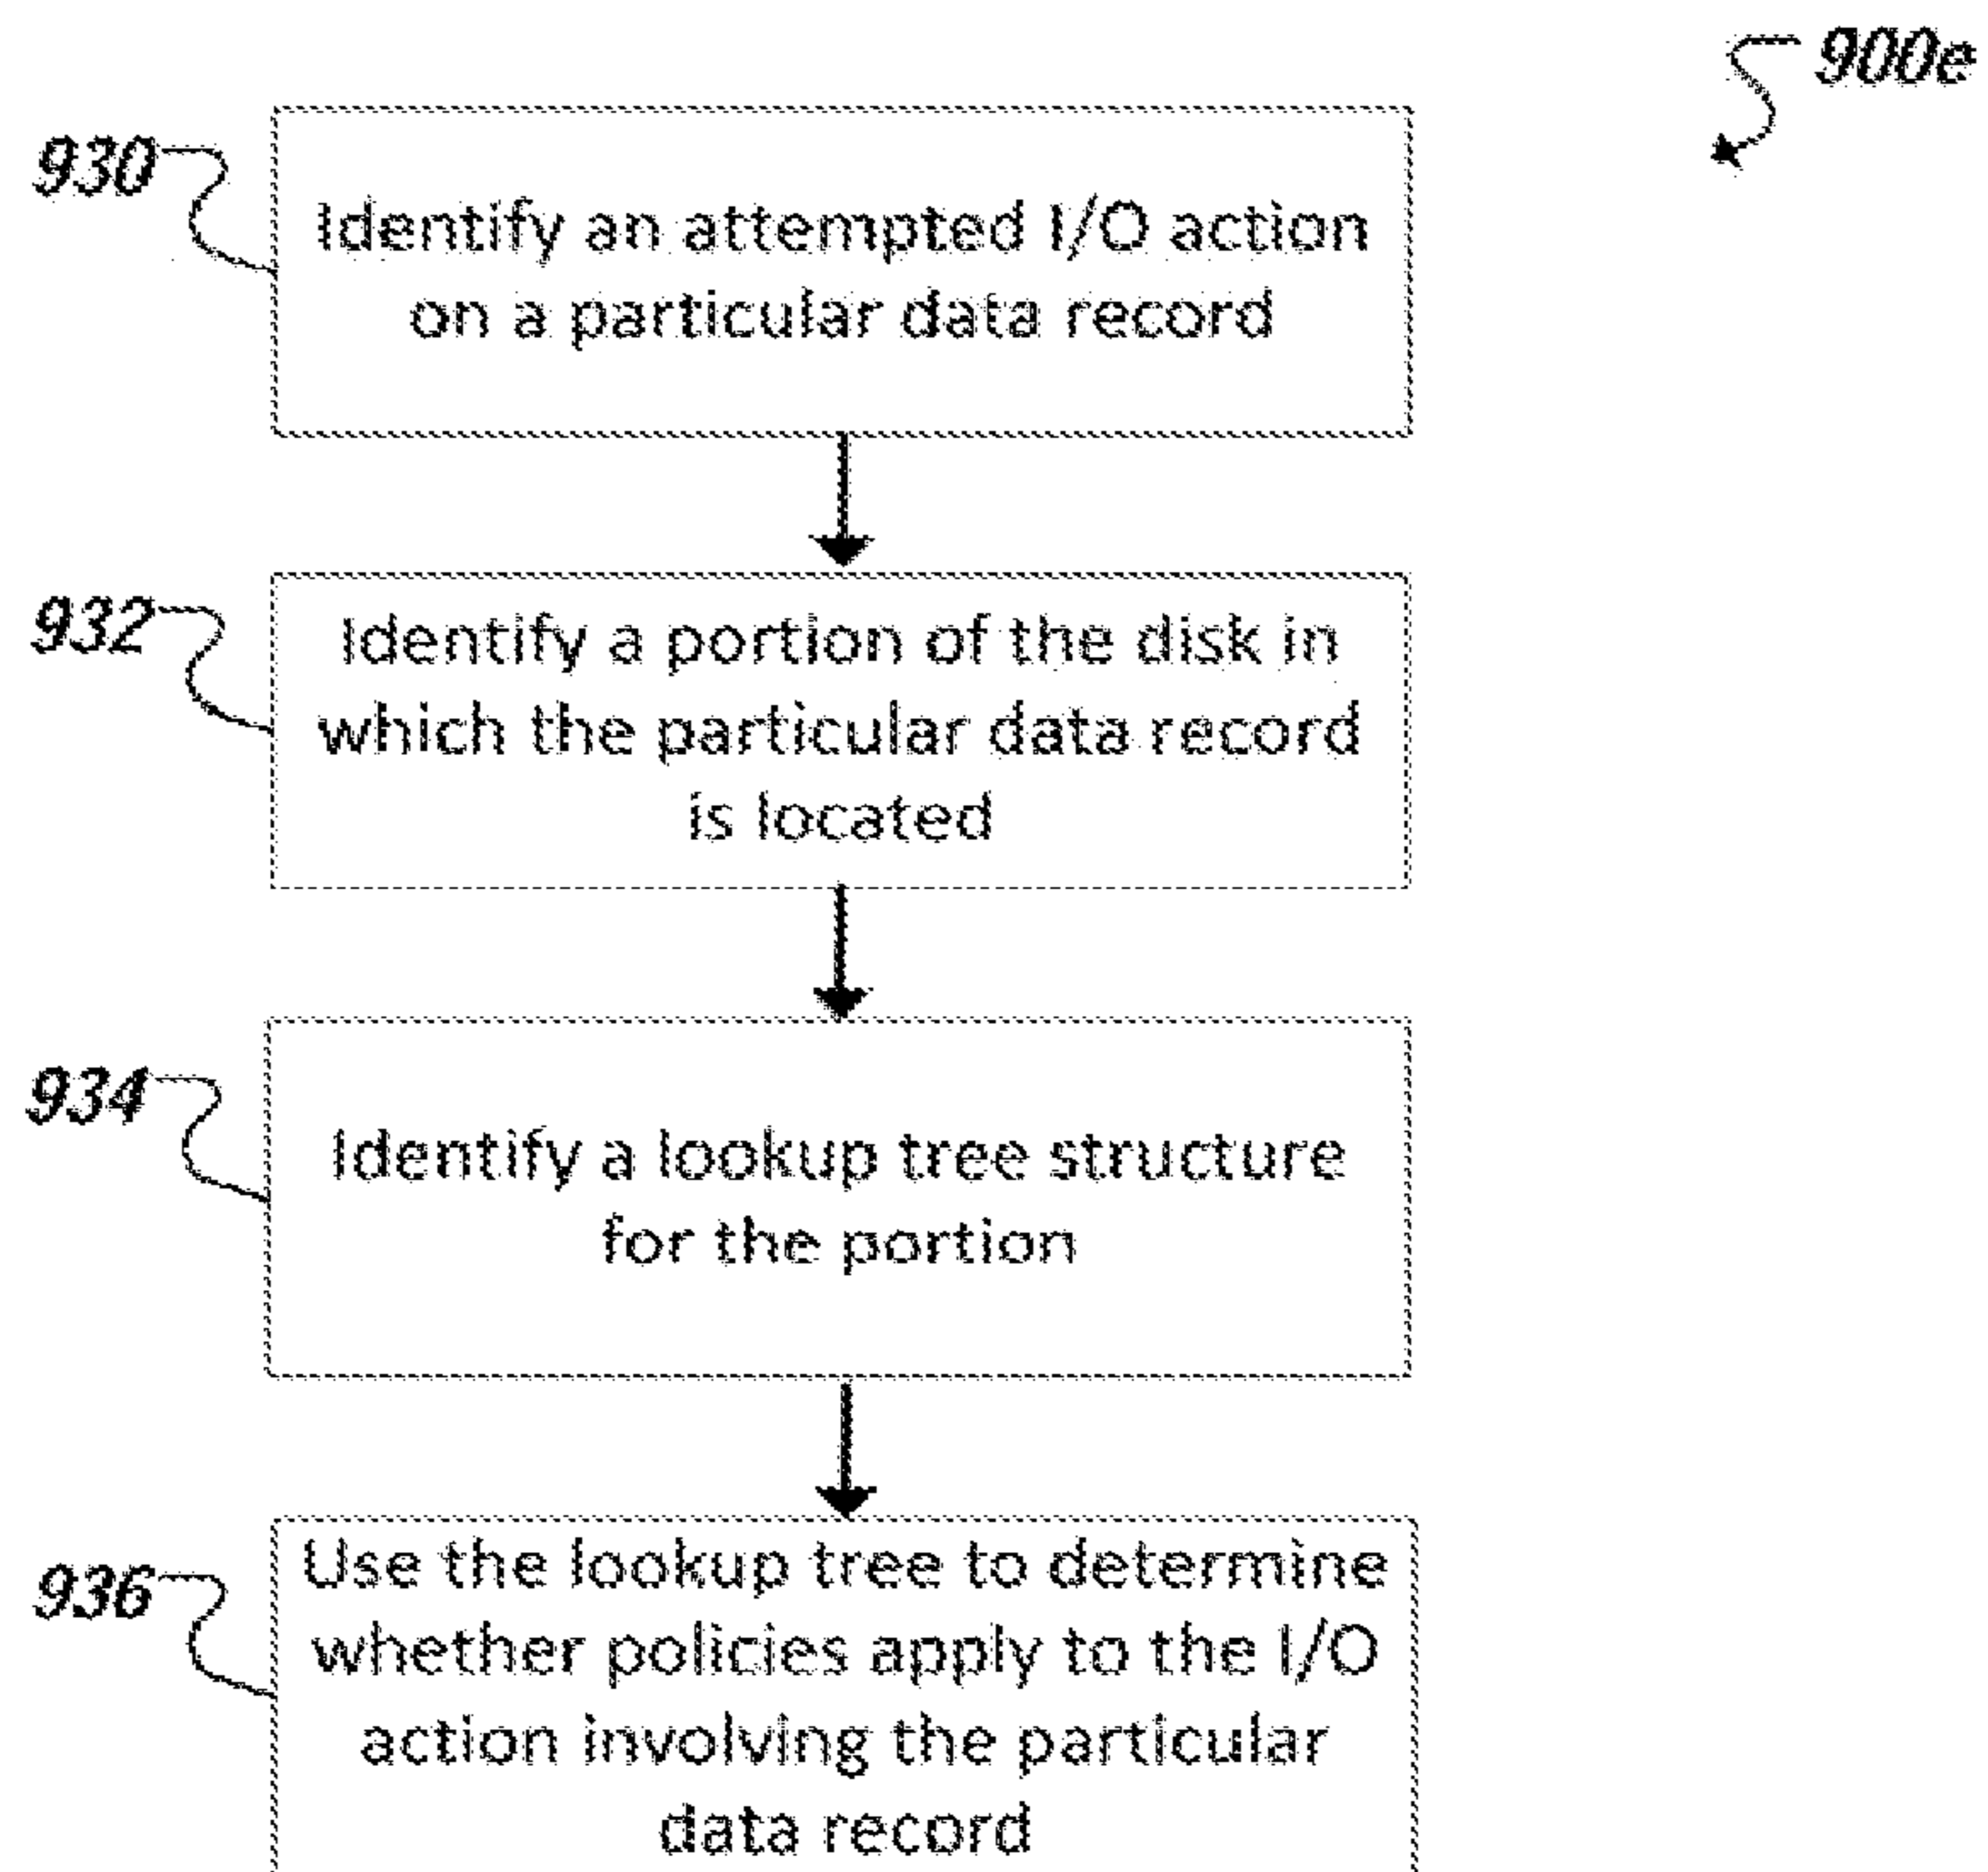 900e
930
Identify an attempted I/O action
on a particular data record
932
Identify a portion of the disk in
which the particular data record
is located
934
Identify a lookup tree structure
for the portion
936
Use the lookup tree to determine
whether policies apply to the I/O
action involving the particular
data record